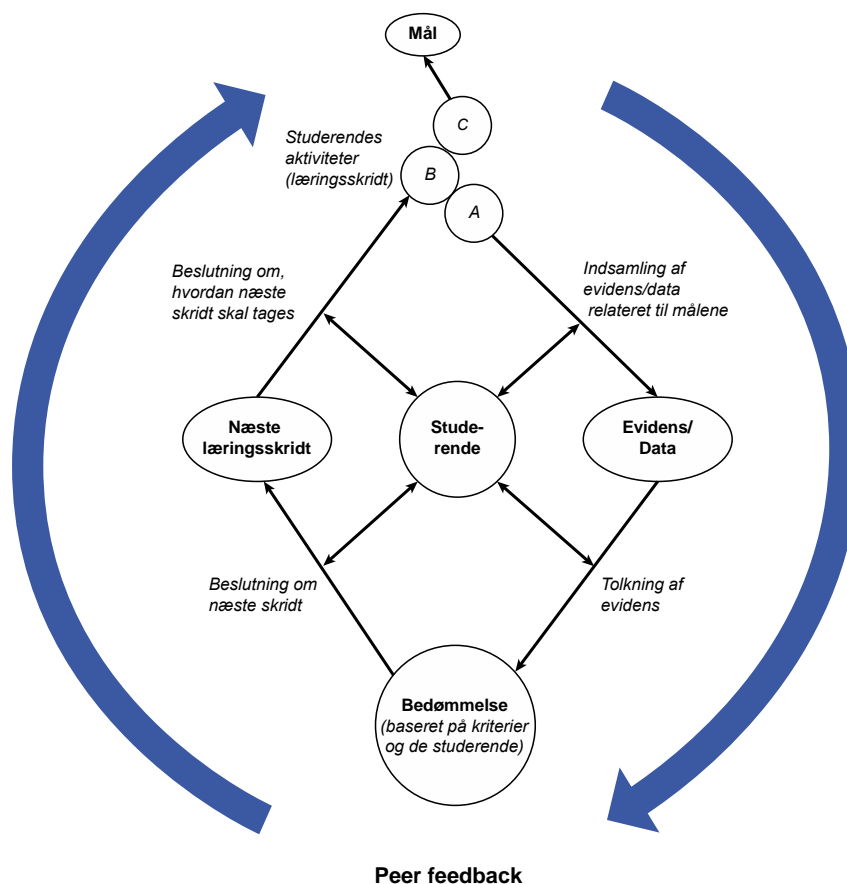 Mål
C
Studerendes
aktiviteter
(læringsskridt)
B
A
Beslutning om,
hvordan næste
skridt skal tages
Indsamling af
evidens/data
relateret til målene
Næste
læringsskridt
Stude-
rende
Evidens/
Data
Beslutning om
næste skridt
Tolkning af
evidens
Bedømmelse
(baseret på kriterier
og de studerende)
Peer feedback